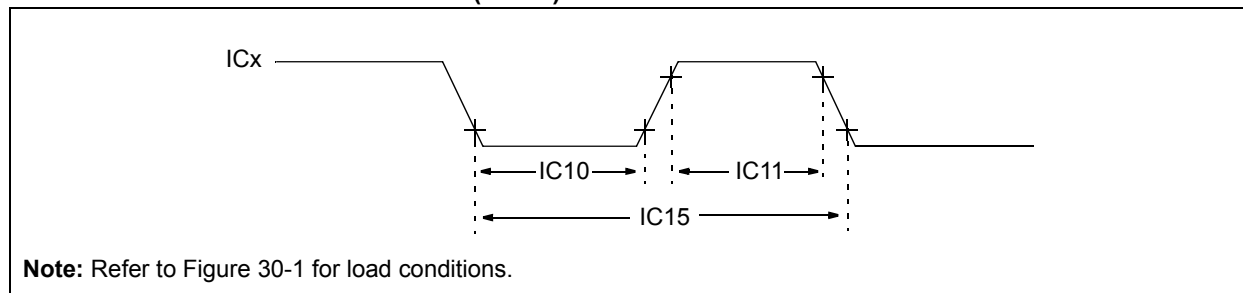 ICx
IC10
IC11
IC15
Note: Refer to Figure 30-1 for load conditions.